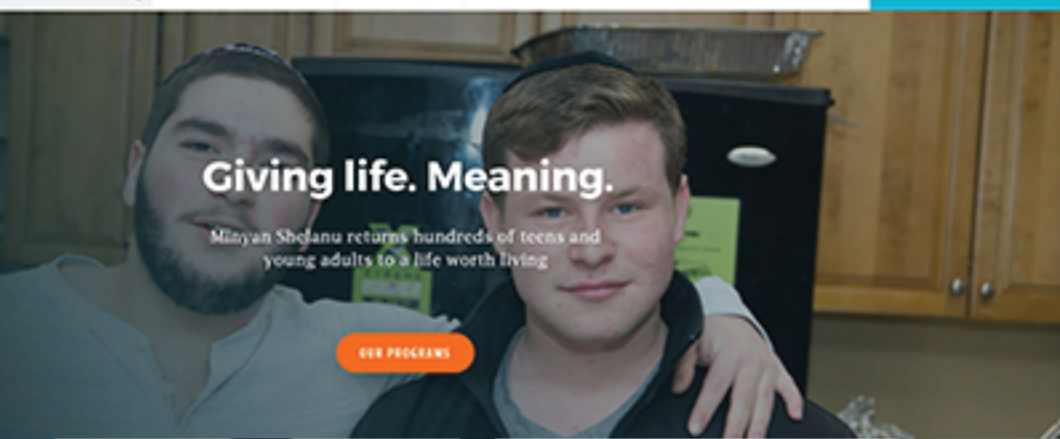 Giving life. Meaning.
Minyan Shelanu returns hundreds of teens and
young adults to a life worth living
OUR PROGRAMS